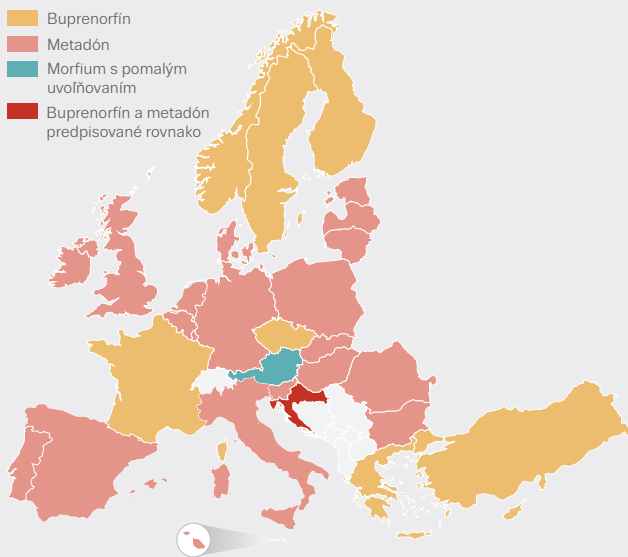 Buprenorfín
Metadón
Morfium s pomalým
uvoľňovaním
Buprenorfín a metadón
predpisované rovnako